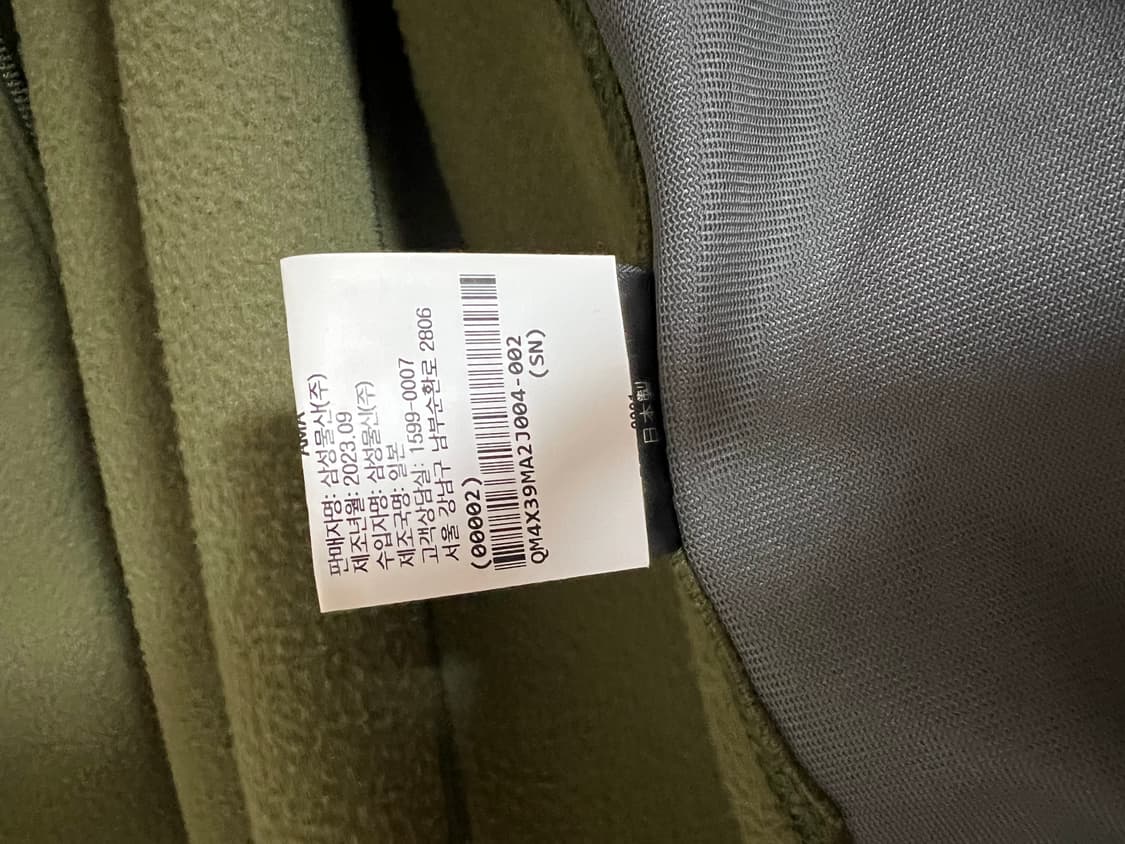 판매자명: 삼성물산(주)
제조년월: 2023.09
수입자명: 삼성물산(주)
제조국명: 일본
고객상담실: 1599-0007
서울 강남구 남부순환로 2806
(00002)
QM4X39MA2J004-002
(SN)
日本製